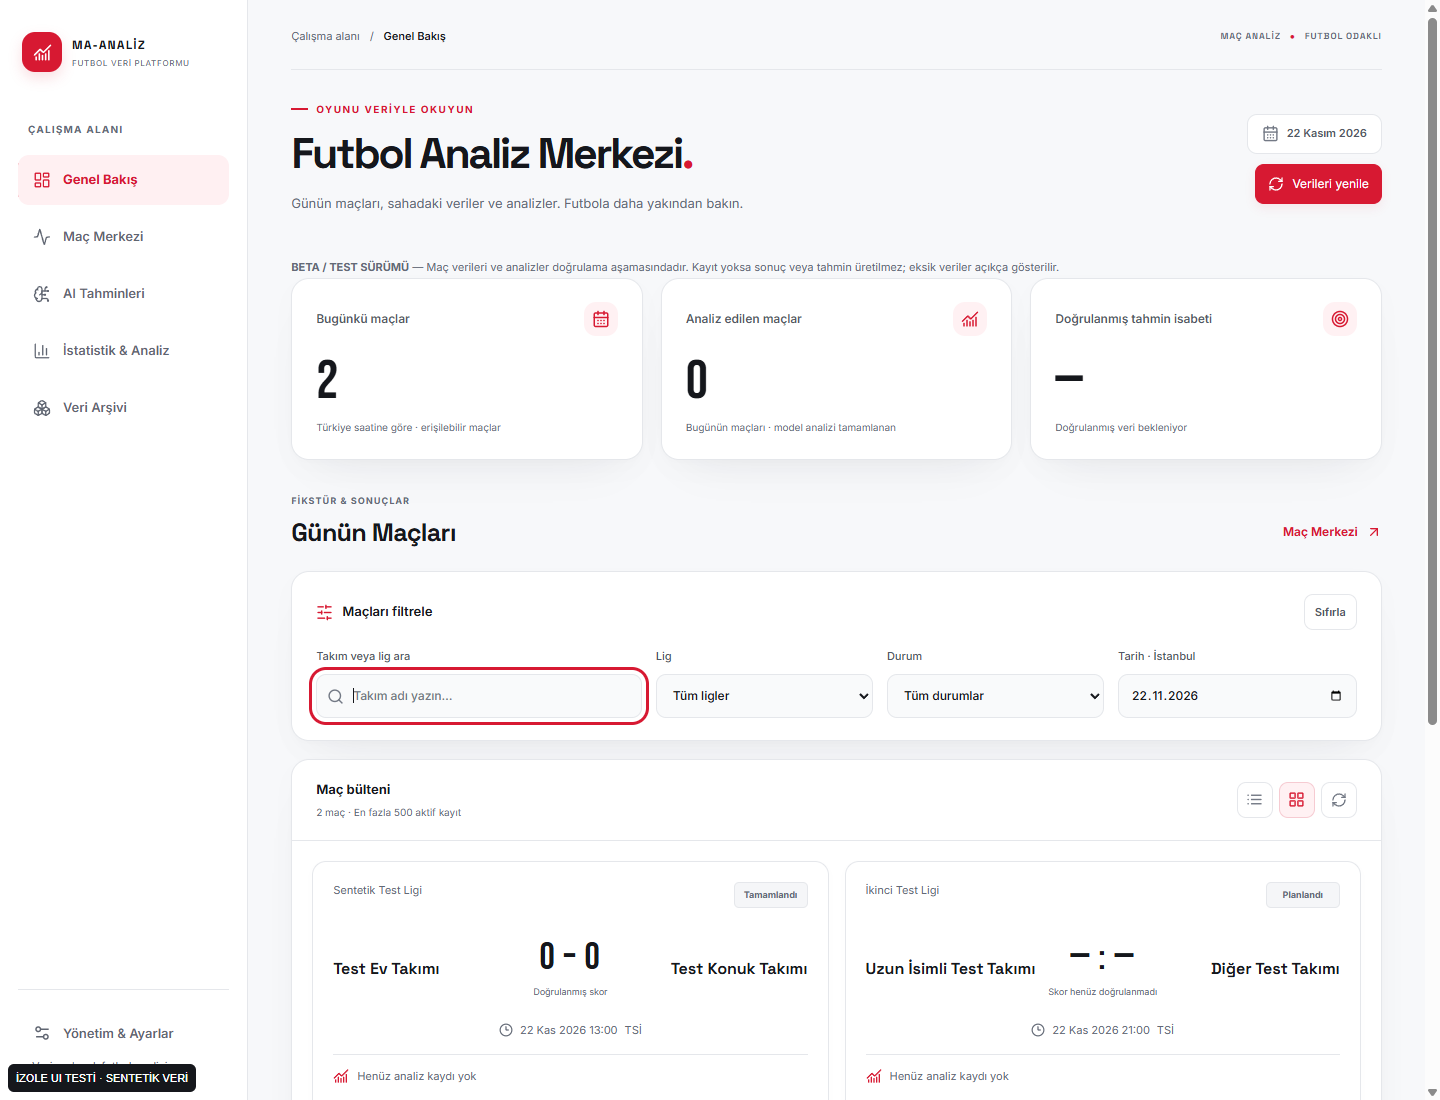 MA-ANALİZ
FUTBOL VERİ PLATFORMU
ÇALIŞMA ALANI
Genel Bakış
Maç Merkezi
AI Tahminleri
İstatistik & Analiz
Veri Arşivi
Yönetim & Ayarlar
İZOLE UI TESTİ · SENTETİK VERİ
Çalışma alanı / Genel Bakış
MAÇ ANALİZ • FUTBOL ODAKLI
OYUNU VERİYLE OKUYUN
Futbol Analiz Merkezi.
Günün maçları, sahadaki veriler ve analizler. Futbola daha yakından bakın.
22 Kasım 2026
Verileri yenile
BETA / TEST SÜRÜMÜ — Maç verileri ve analizler doğrulama aşamasındadır. Kayıt yoksa sonuç veya tahmin üretilmez; eksik veriler açıkça gösterilir.
Bugünkü maçlar
2
Türkiye saatine göre · erişilebilir maçlar
Analiz edilen maçlar
0
Bugünün maçları · model analizi tamamlanan
Doğrulanmış tahmin isabeti
—
Doğrulanmış veri bekleniyor
FİKSTÜR & SONUÇLAR
Günün Maçları
Maç Merkezi
Maçları filtrele
Sıfırla
Takım veya lig ara
Takım adı yazın...
Lig
Tüm ligler
Durum
Tüm durumlar
Tarih · İstanbul
22.11.2026
Maç bülteni
2 maç · En fazla 500 aktif kayıt
Sentetik Test Ligi
Tamamlandı
Test Ev Takımı
0 - 0
Test Konuk Takımı
Doğrulanmış skor
22 Kas 2026 13:00 TSİ
Henüz analiz kaydı yok
İkinci Test Ligi
Planlandı
Uzun İsimli Test Takımı
— : —
Diğer Test Takımı
Skor henüz doğrulanmadı
22 Kas 2026 21:00 TSİ
Henüz analiz kaydı yok